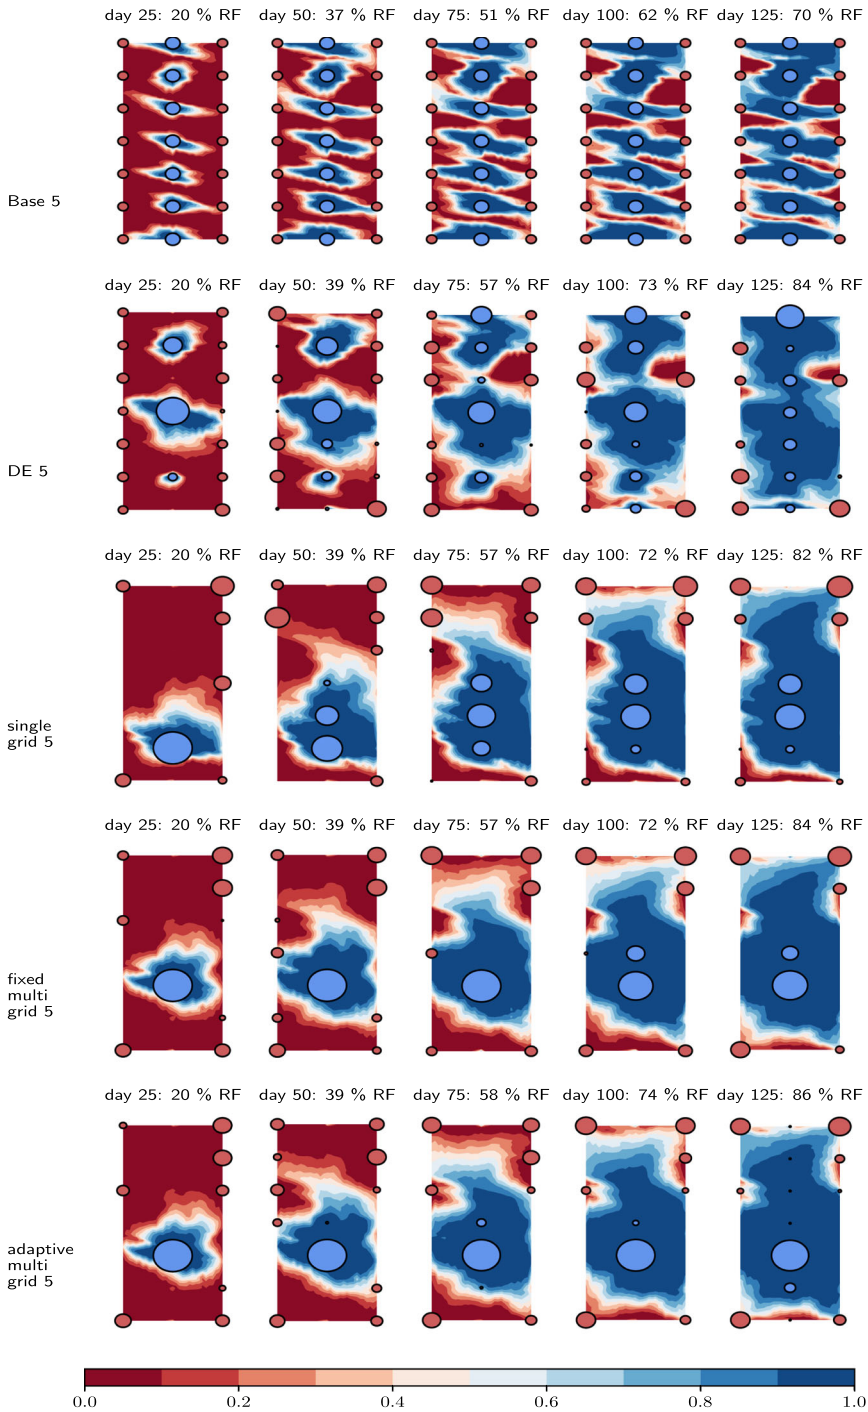 day 25: 20 % RF day 50: 37 % RF day 75: 51 % RF day 100: 62 % RF day 125: 70 % RF
Base 5
day 25: 20 % RF day 50: 39 % RF day 75: 57 % RF day 100: 73 % RF day 125: 84 % RF
DE 5
day 25: 20 % RF day 50: 39 % RF day 75: 57 % RF day 100: 72 % RF day 125: 82 % RF
single
grid 5
day 25: 20 % RF day 50: 39 % RF day 75: 57 % RF day 100: 72 % RF day 125: 84 % RF
fixed
multi
grid 5
day 25: 20 % RF day 50: 39 % RF day 75: 58 % RF day 100: 74 % RF day 125: 86 % RF
adaptive
multi
grid 5
0.0 0.2 0.4 0.6 0.8 1.0